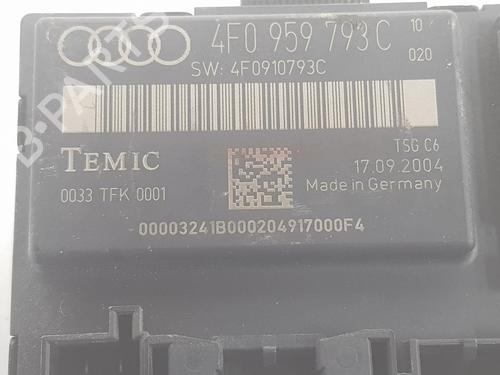 4F0 959 793 C 10
020
SW: 4F0910793C
TEMIC
TSG C6
17.09.2004
0033 TFK 0001
Made in Germany
00003241B000204917000F4
B-PARTS